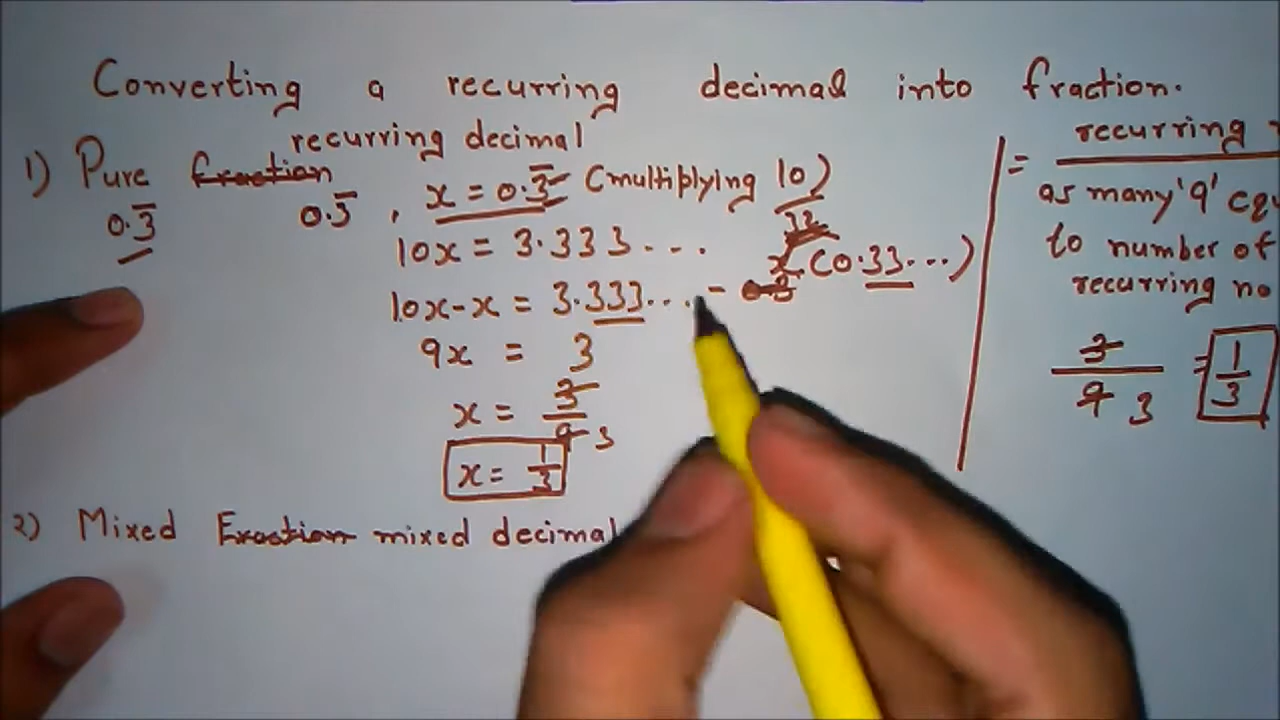 Converting a recurring decimal into fraction.
recurring decimal
1) Pure fraction
0.3̅
0.3̅ , x = 0.3̅ (multiplying 10)
10x = 3.333...
10x-x = 3.333... - x (0.33...)
9x = 3
x = 3/9 3
x = 1/3
2) Mixed Fraction mixed decimal
= recurring
as many '9'
to number of
recurring no
3/9 3 = 1/3